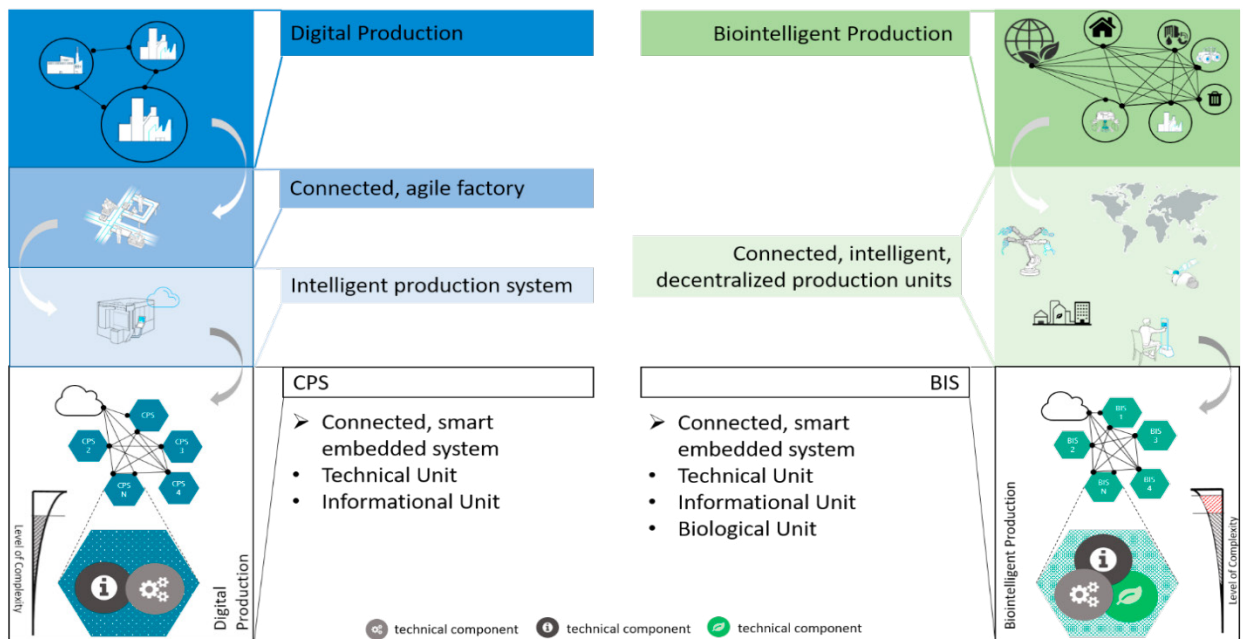 Digital Production
Connected, agile factory
Intelligent production system
CPS
➢ Connected, smart
embedded system
• Technical Unit
• Informational Unit
CPS
CPS
2
CPS
3
CPS
N
CPS
4
Level of Complexity
Digital
Production
Biointelligent Production
Connected, intelligent,
decentralized production units
BIS
➢ Connected, smart
embedded system
• Technical Unit
• Informational Unit
• Biological Unit
BIS
1
BIS
2
BIS
3
BIS
N
BIS
4
Biointelligent Production
Level of Complexity
technical component
technical component
technical component